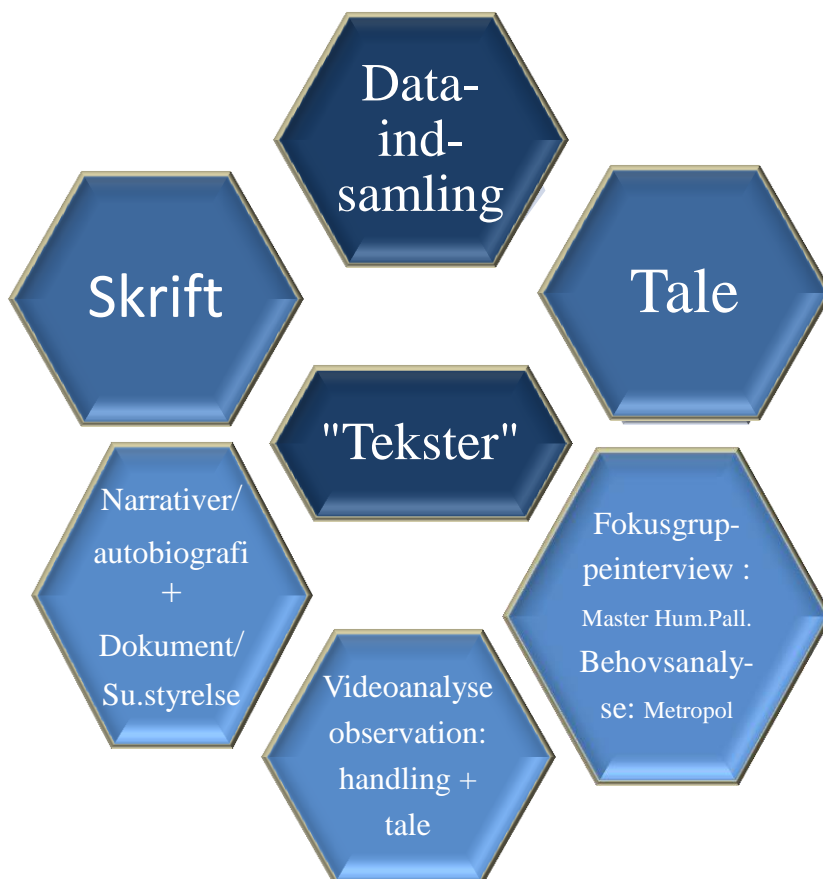 Data-
ind-
samling
Skrift
Tale
"Tekster"
Narrativer/
autobiografi
+
Dokument/
Su.styrelse
Fokusgrup-
peinterview :
Master Hum.Pall.
Behovsanaly-
se: Metropol
Videoanalyse
observation:
handling +
tale